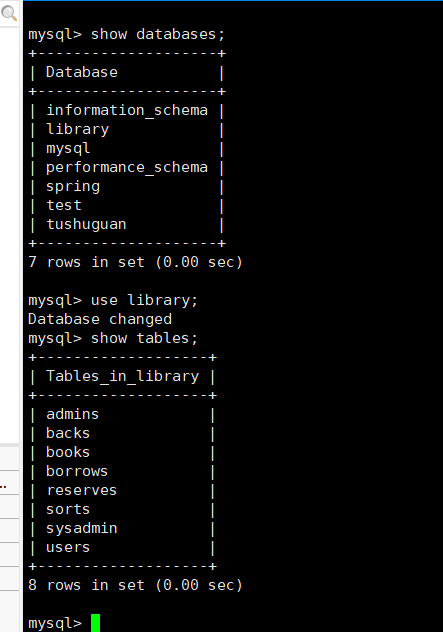 mysql> show databases;
+--------------------+
| Database           |
+--------------------+
| information_schema |
| library            |
| mysql              |
| performance_schema |
| spring             |
| test               |
| tushuguan          |
+--------------------+
7 rows in set (0.00 sec)
mysql> use library;
Database changed
mysql> show tables;
+-------------------+
| Tables_in_library |
+-------------------+
| admins            |
| backs             |
| books             |
| borrows           |
| reserves          |
| sorts             |
| sysadmin          |
| users             |
+-------------------+
8 rows in set (0.00 sec)
mysql>